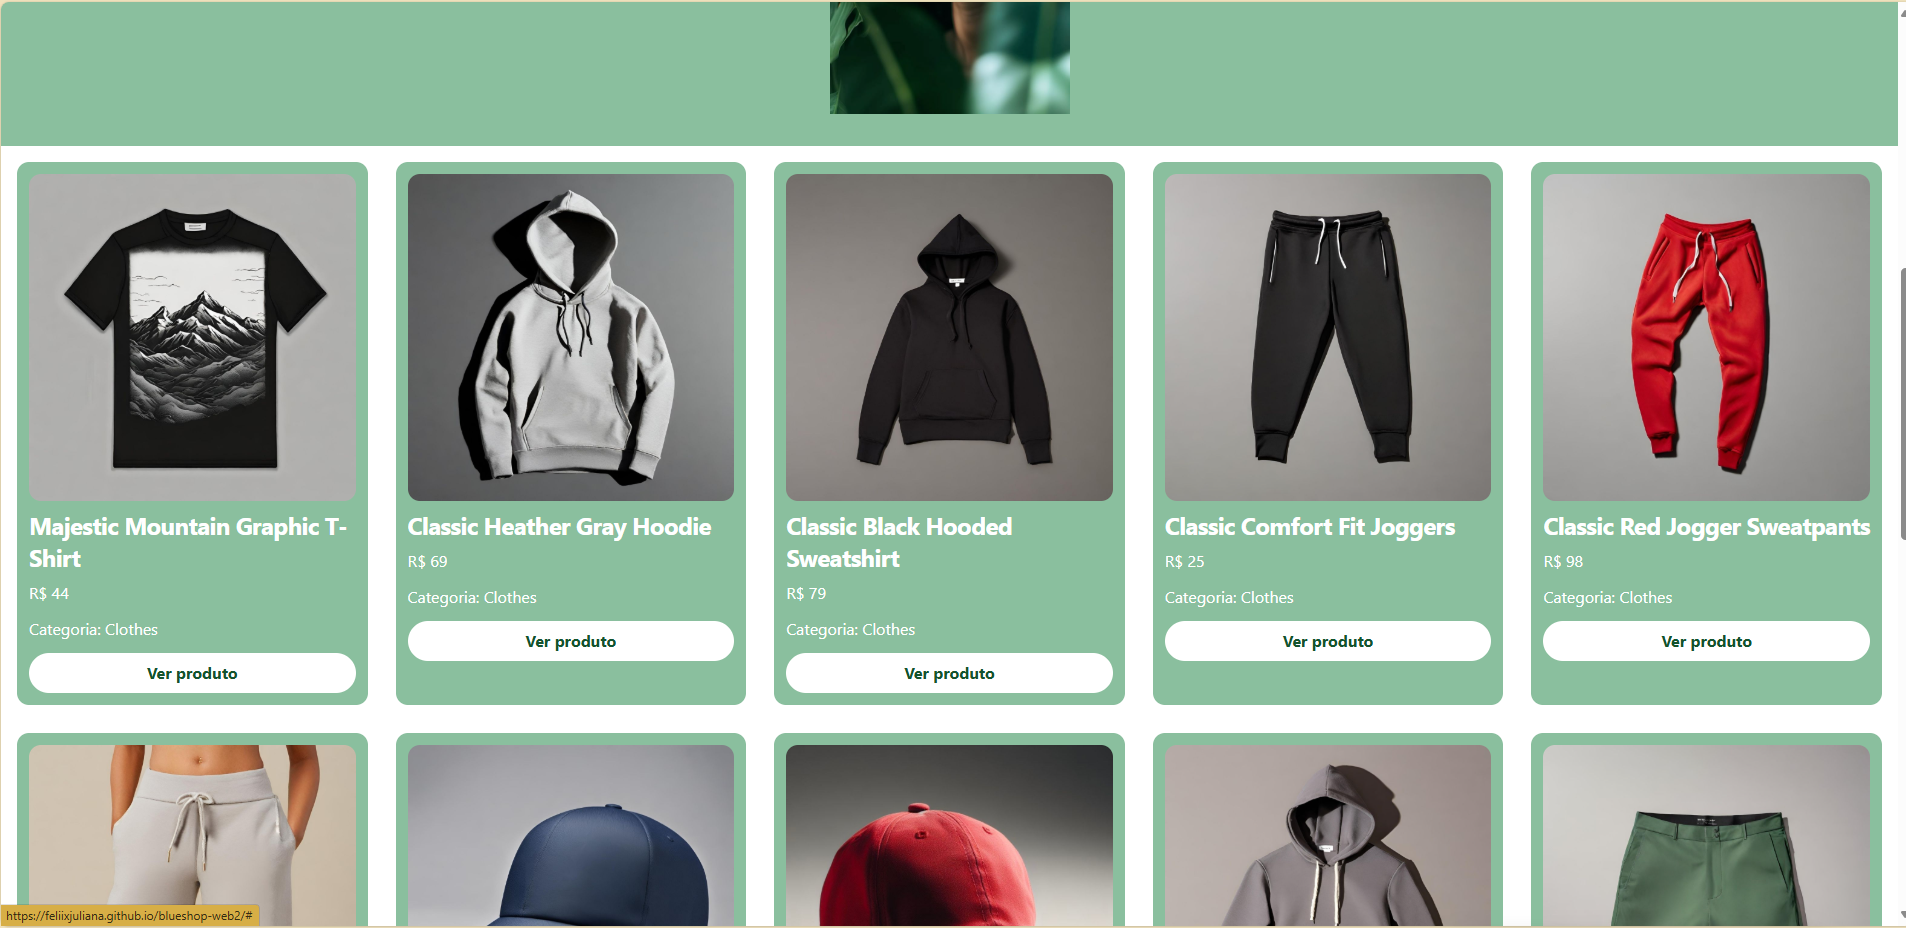 Majestic Mountain Graphic T-
Shirt
R$ 44
Categoria: Clothes
Ver produto
Classic Heather Gray Hoodie
R$ 69
Categoria: Clothes
Ver produto
Classic Black Hooded
Sweatshirt
R$ 79
Categoria: Clothes
Ver produto
Classic Comfort Fit Joggers
R$ 25
Categoria: Clothes
Ver produto
Classic Red Jogger Sweatpants
R$ 98
Categoria: Clothes
Ver produto
https://feliixjuliana.github.io/blueshop-web2/#